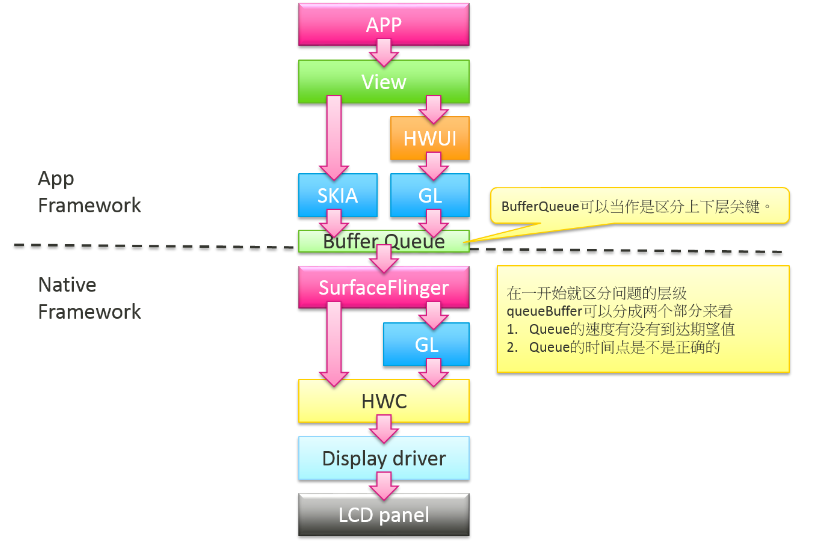 APP
View
HWUI
App
Framework
SKIA
GL
BufferQueue可以当作是区分上下层关键。
Buffer Queue
Native
Framework
SurfaceFlinger
在一开始就区分问题的层级
queueBuffer可以分成两个部分来看
1. Queue的速度有没有到达期望值
2. Queue的时间点是不是正确的
GL
HWC
Display driver
LCD panel